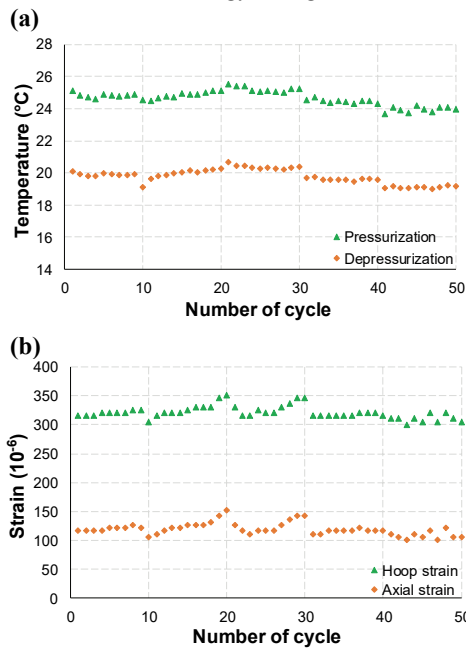 (a)
28
26
24
22
20
18
16
14
Temperature (°C)
0 10 20 30 40 50
Pressurization
Depressurization
Number of cycle
(b)
400
350
300
250
200
150
100
50
0
Strain (10⁻⁶)
0 10 20 30 40 50
Hoop strain
Axial strain
Number of cycle